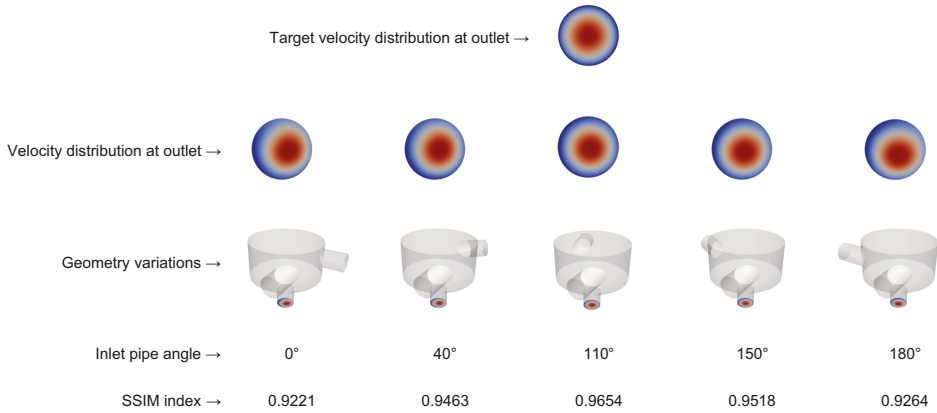 Target velocity distribution at outlet →
Velocity distribution at outlet →
Geometry variations →
Inlet pipe angle → 0° 40° 110° 150° 180°
SSIM index → 0.9221 0.9463 0.9654 0.9518 0.9264